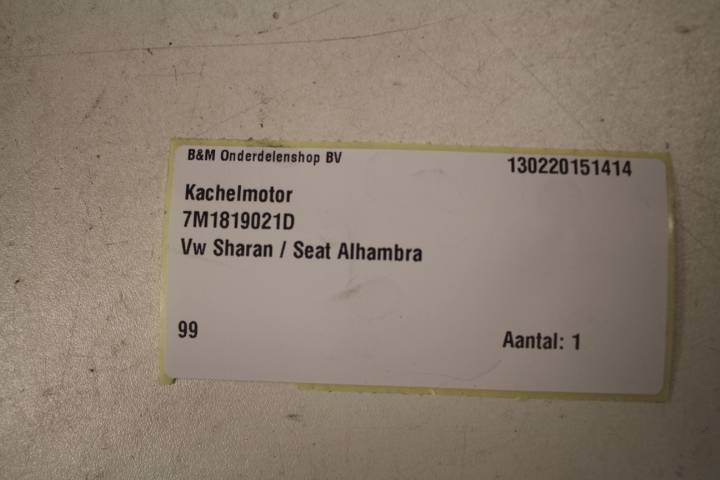 B&M Onderdelenshop BV 130220151414
Kachelmotor
7M1819021D
Vw Sharan / Seat Alhambra
99 Aantal: 1